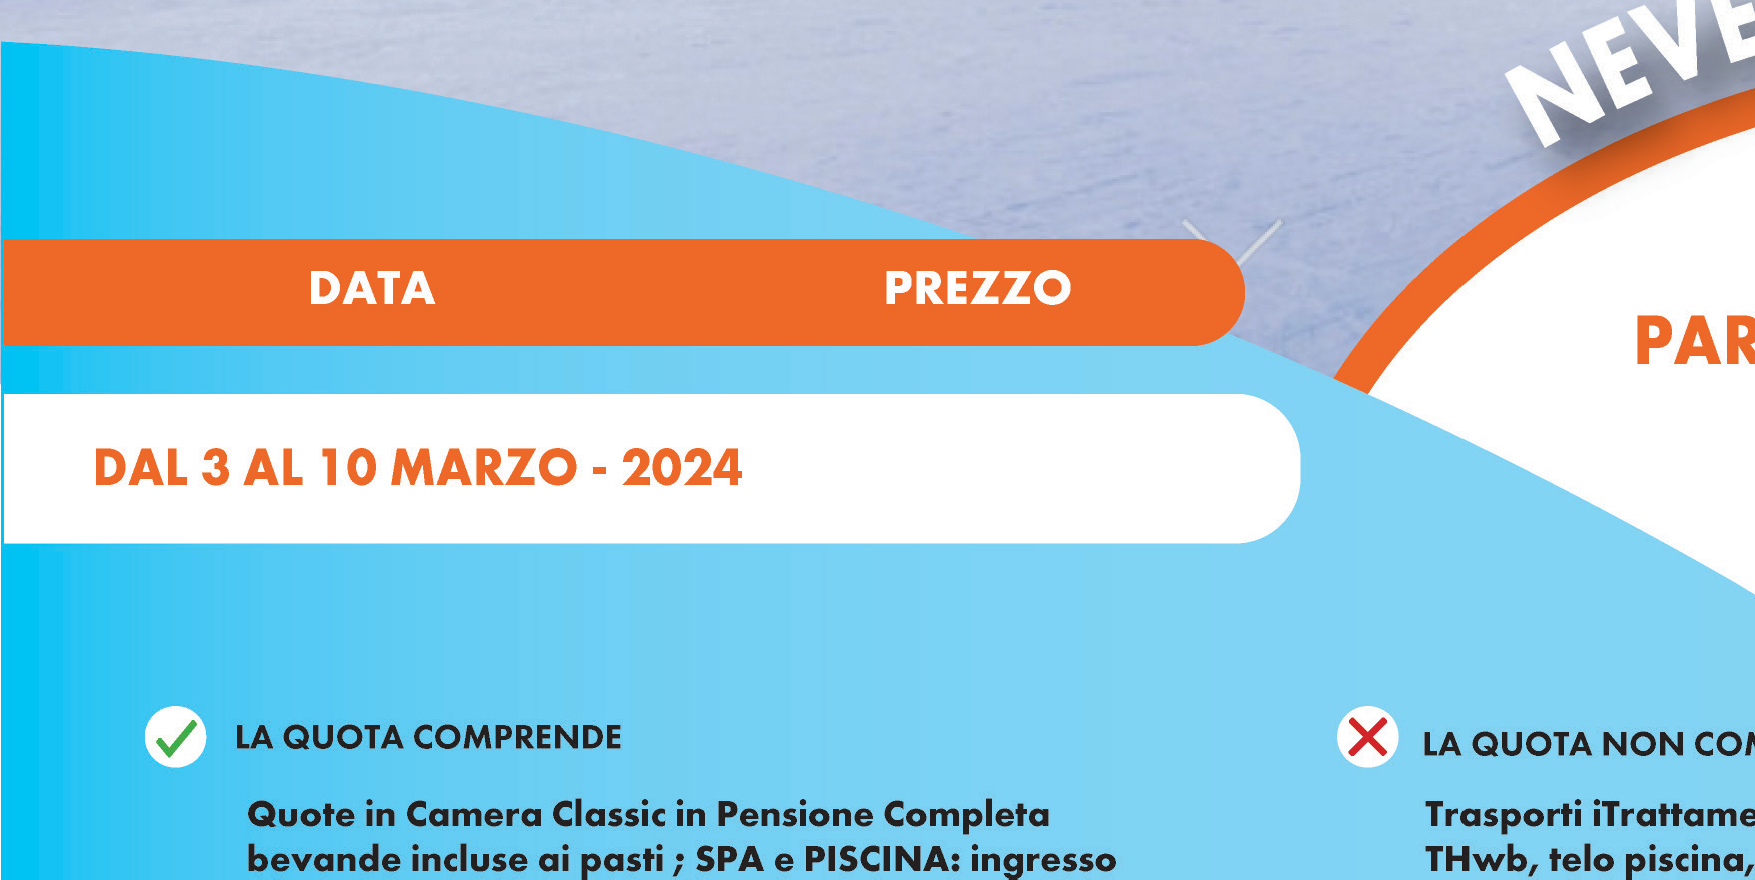 NEVE
DATA PREZZO
PAR
DAL 3 AL 10 MARZO - 2024
LA QUOTA COMPRENDE
Quote in Camera Classic in Pensione Completa
bevande incluse ai pasti ; SPA e PISCINA: ingresso
LA QUOTA NON COM
Trasporti iTrattame
THwb, telo piscina,